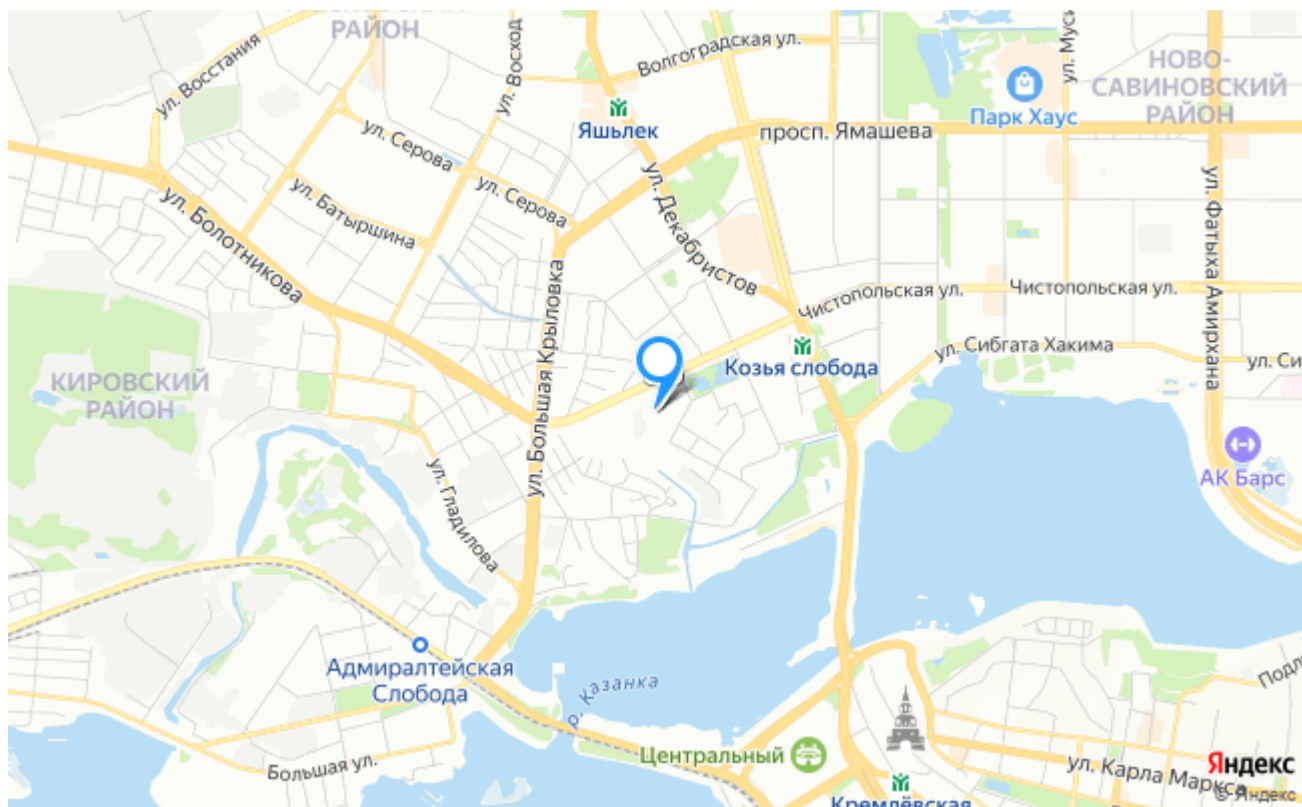 РАЙОН
ул. Восстания
ул. Восход
Волгоградская ул.
ул. Муси
НОВО-
САВИНОВСКИЙ
РАЙОН
Парк Хаус
Яшьлек
просп. Ямашева
ул. Серова
ул. Серова
ул. Батыршина
ул. Декабристов
ул. Болотникова
ул. Фатыха Амирхана
ул. Большая Крыловка
Чистопольская ул.
Чистопольская ул.
Козья слобода
ул. Сибгата Хакима
ул. Си
КИРОВСКИЙ
РАЙОН
ул. Гладилова
АК Барс
Адмиралтейская
Слобода
р. Казанка
Подл
Центральный
Большая ул.
ул. Карла Маркса
Кремлёвская
Яндекс
© Яндекс